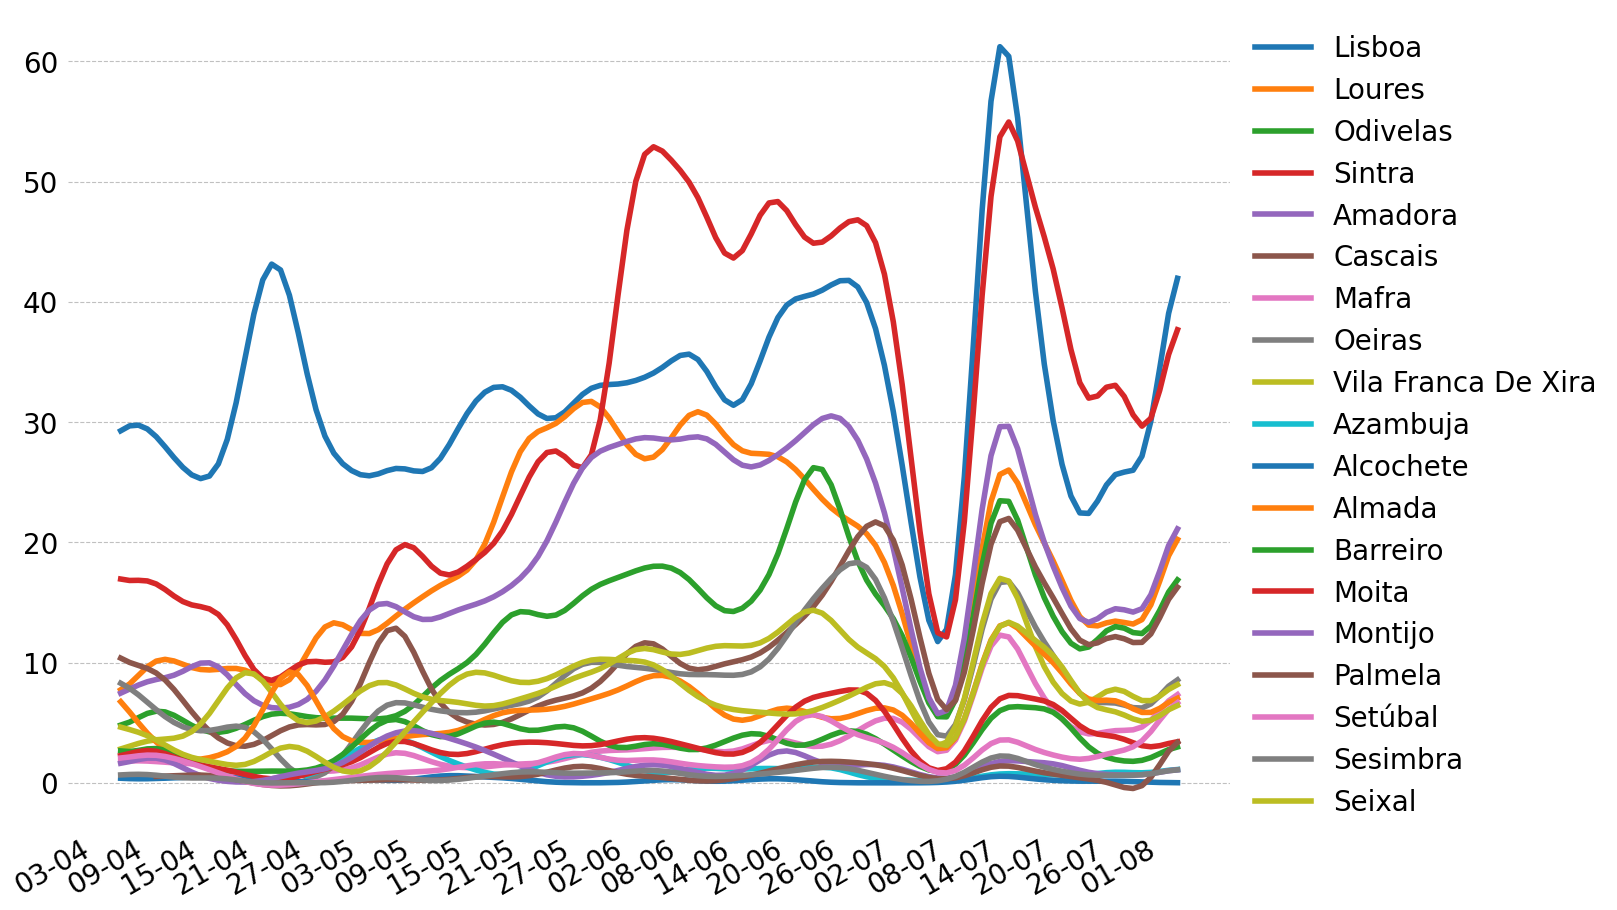 60
50
40
30
20
10
0
03-04
09-04
15-04
21-04
27-04
03-05
09-05
15-05
21-05
27-05
02-06
08-06
14-06
20-06
26-06
02-07
08-07
14-07
20-07
26-07
01-08
Lisboa
Loures
Odivelas
Sintra
Amadora
Cascais
Mafra
Oeiras
Vila Franca De Xira
Azambuja
Alcochete
Almada
Barreiro
Moita
Montijo
Palmela
Setúbal
Sesimbra
Seixal